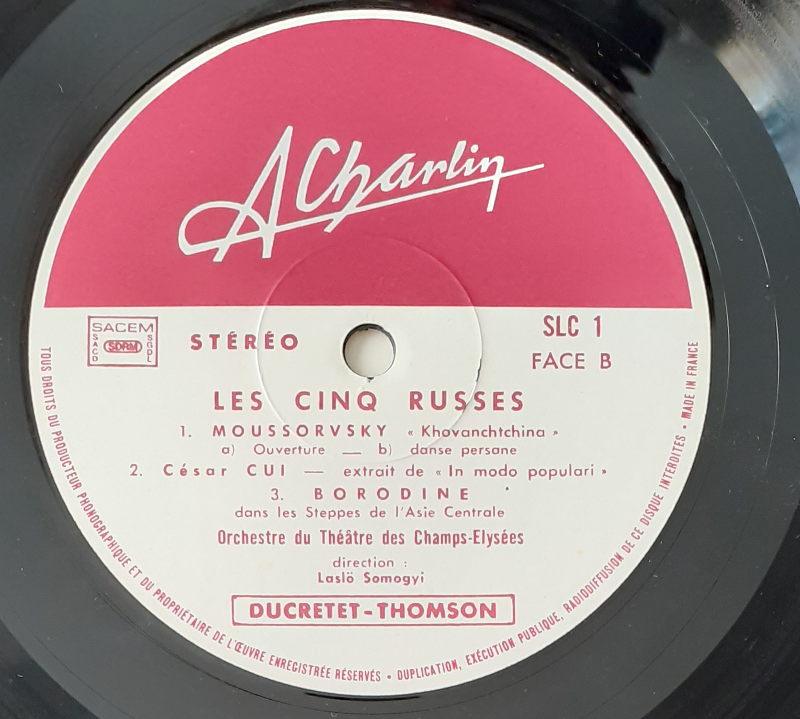 ACharlin
SACEM
SACD
SDRM
SGDL
STÉRÉO
SLC 1
FACE B
LES CINQ RUSSES
1. MOUSSORVSKY « Khovanchtchina »
a) Ouverture — b) danse persane
2. César CUI — extrait de « In modo populari »
3. BORODINE
dans les Steppes de l'Asie Centrale
Orchestre du Théâtre des Champs-Elysées
direction :
Laslö Somogyi
DUCRETET-THOMSON
TOUS DROITS DU PRODUCTEUR PHONOGRAPHIQUE ET DU PROPRIÉTAIRE DE L'ŒUVRE ENREGISTRÉE RÉSERVÉS • DUPLICATION, EXÉCUTION PUBLIQUE, RADIODIFFUSION DE CE DISQUE INTERDITES • MADE IN FRANCE